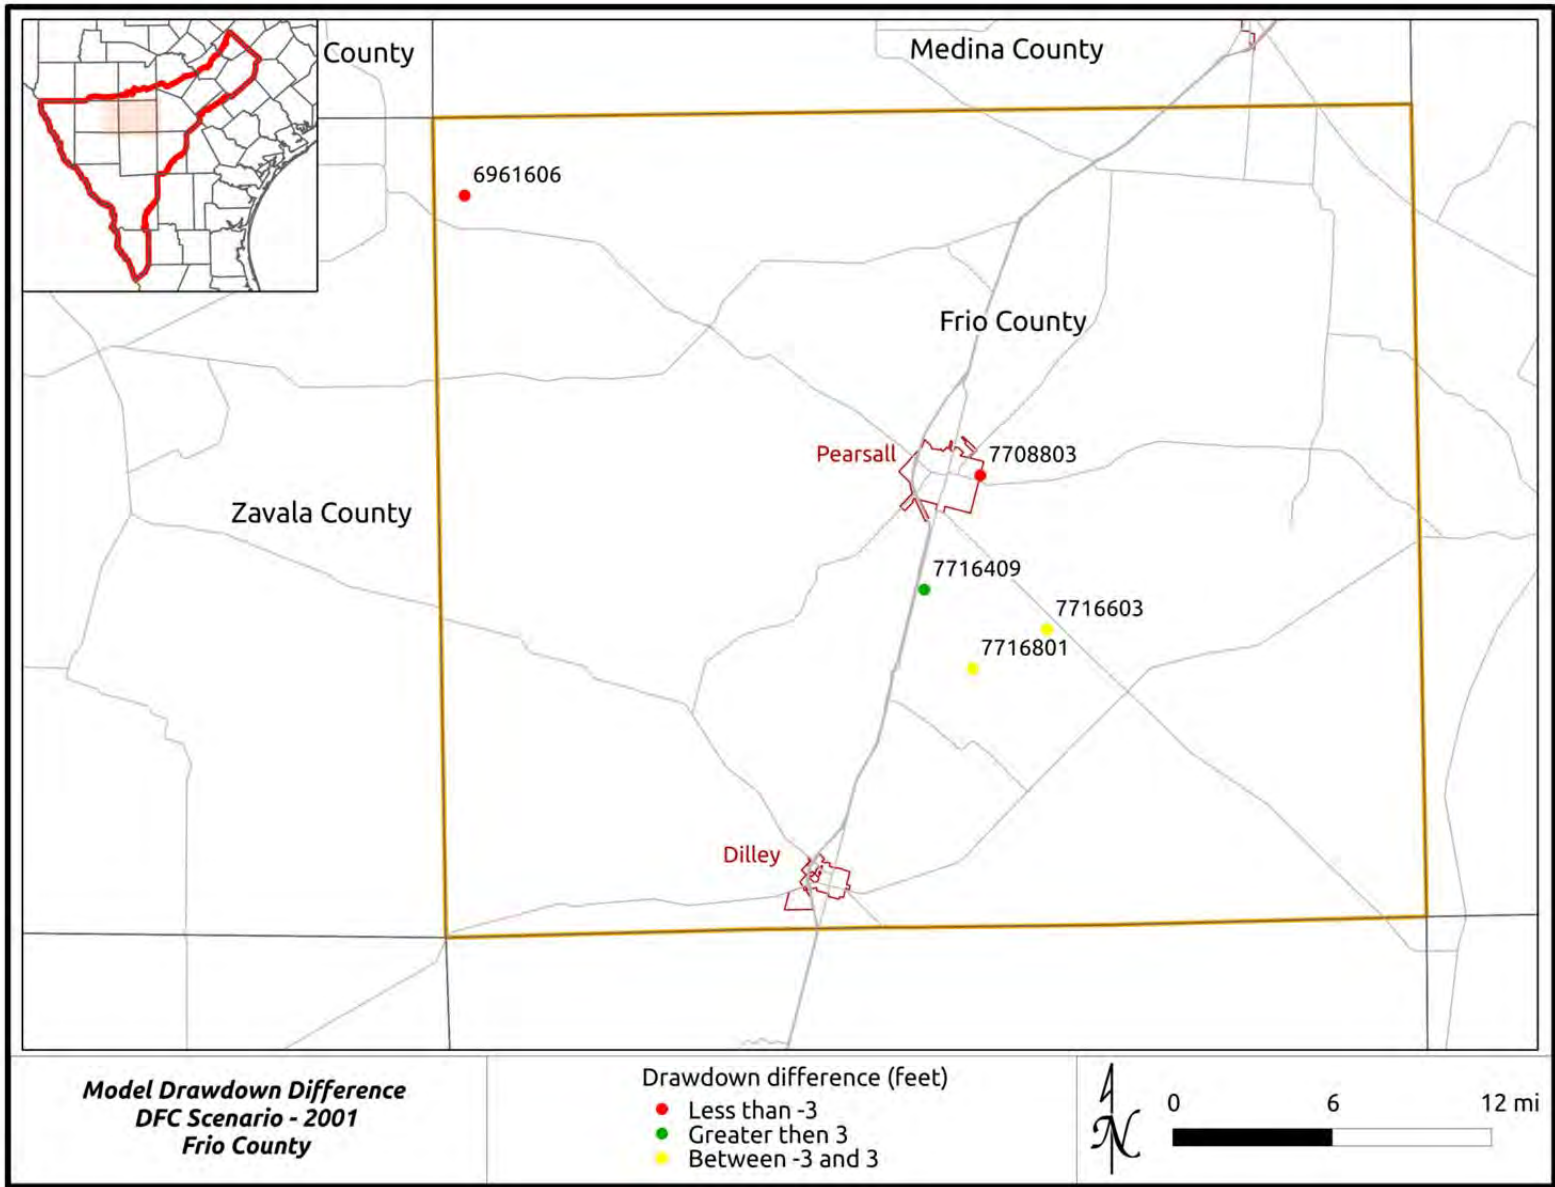 County
Medina County
6961606
Frio County
Pearsall
7708803
Zavala County
7716409
7716603
7716801
Dilley
Model Drawdown Difference
DFC Scenario - 2001
Frio County
Drawdown difference (feet)
Less than -3
Greater then 3
Between -3 and 3
N
0 6 12 mi